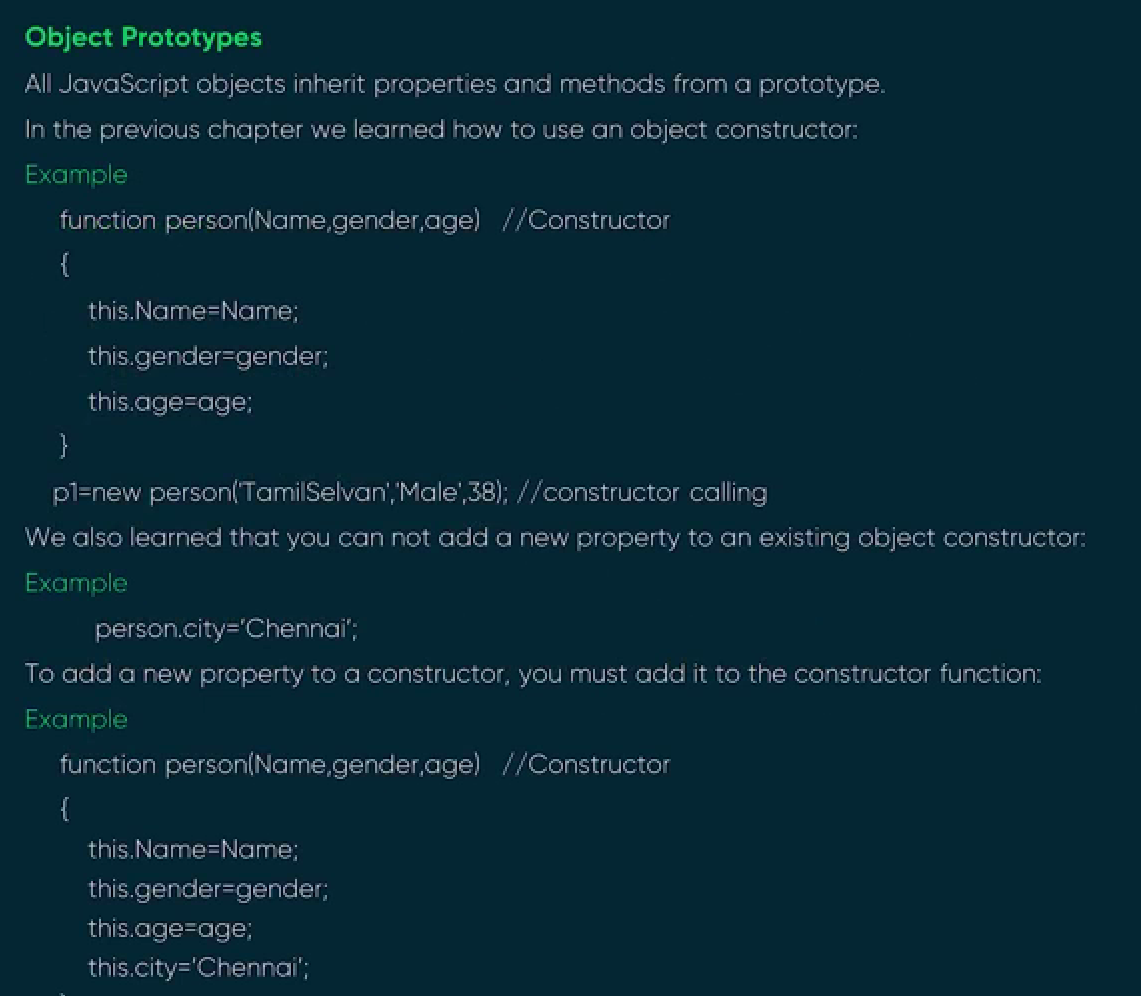 Object Prototypes
All JavaScript objects inherit properties and methods from a prototype.
In the previous chapter we learned how to use an object constructor:
Example
function person(Name,gender,age) //Constructor
{
this.Name=Name;
this.gender=gender;
this.age=age;
}
p1=new person('TamilSelvan','Male',38); //constructor calling
We also learned that you can not add a new property to an existing object constructor:
Example
person.city=‘Chennai’;
To add a new property to a constructor, you must add it to the constructor function:
Example
function person(Name,gender,age) //Constructor
{
this.Name=Name;
this.gender=gender;
this.age=age;
this.city=‘Chennai’;